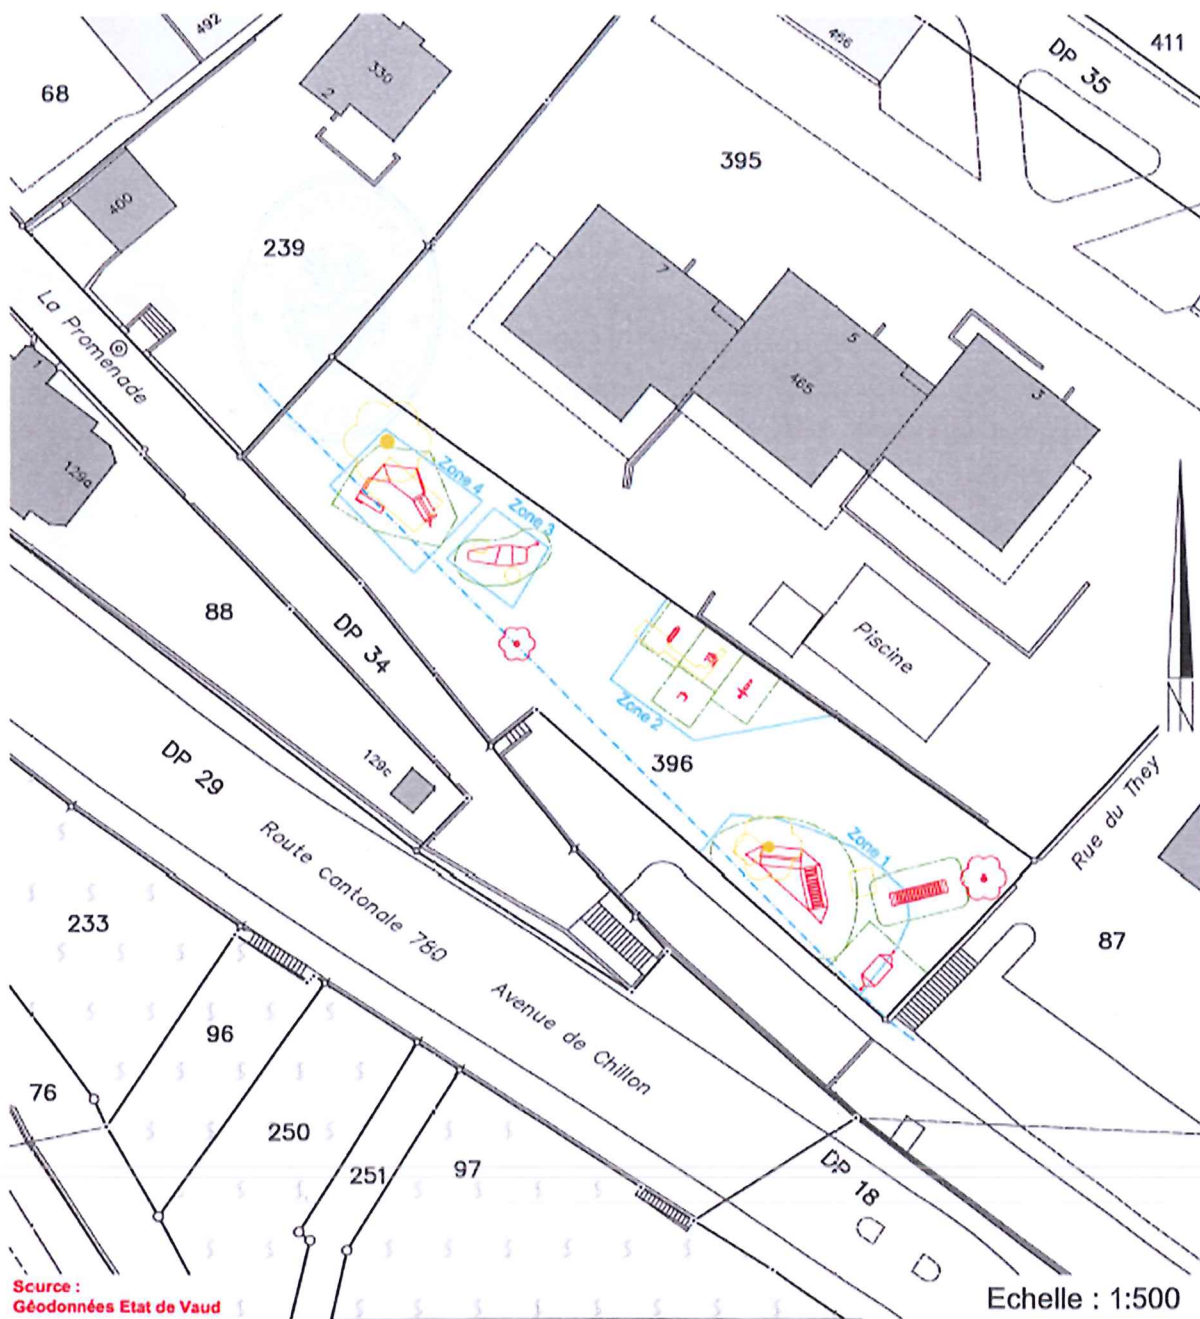 492
411
DP 35
466
68
330
2
395
400
239
7
La Promenade
5
465
3
1
129a
Zone 4
Zone 3
88
DP 34
Piscine
Zone 2
396
DP 29
129c
Rue du They
Route cantonale 780
Zone 1
233
87
Avenue de Chillon
96
76
250
251
97
DP 18
N
Source :
Géodonnées Etat de Vaud
Echelle : 1:500